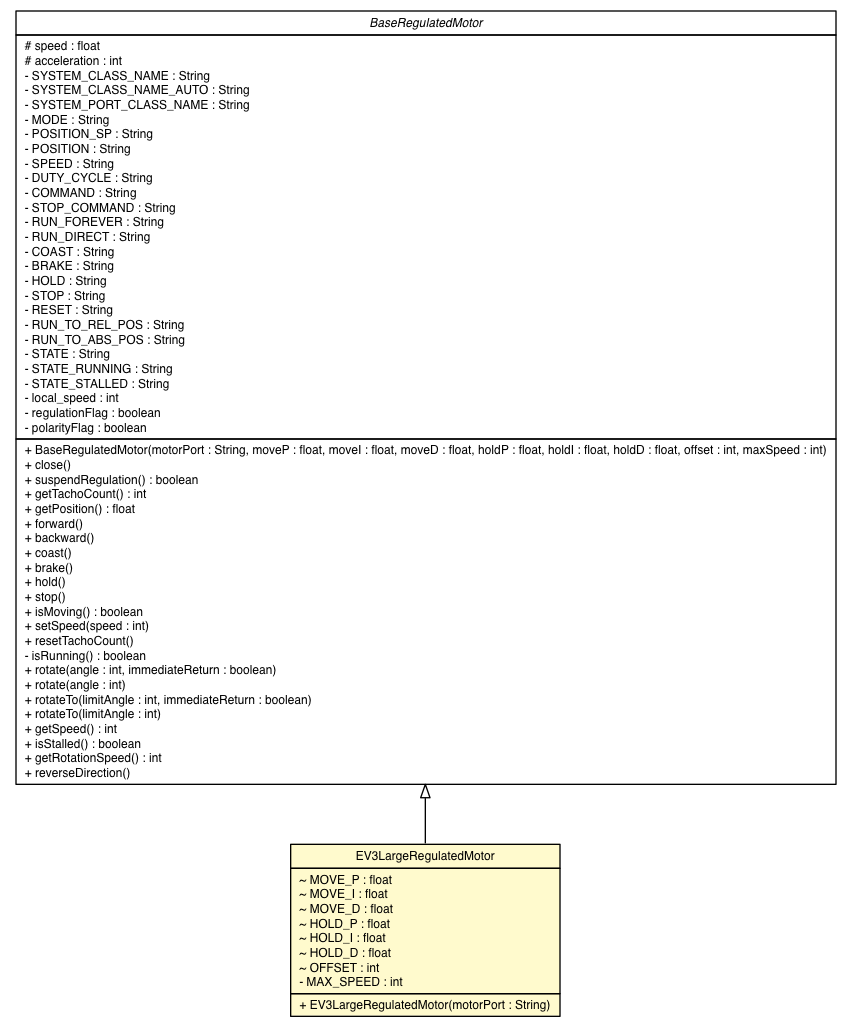 BaseRegulatedMotor
# speed : float
# acceleration : int
- SYSTEM_CLASS_NAME : String
- SYSTEM_CLASS_NAME_AUTO : String
- SYSTEM_PORT_CLASS_NAME : String
- MODE : String
- POSITION_SP : String
- POSITION : String
- SPEED : String
- DUTY_CYCLE : String
- COMMAND : String
- STOP_COMMAND : String
- RUN_FOREVER : String
- RUN_DIRECT : String
- COAST : String
- BRAKE : String
- HOLD : String
- STOP : String
- RESET : String
- RUN_TO_REL_POS : String
- RUN_TO_ABS_POS : String
- STATE : String
- STATE_RUNNING : String
- STATE_STALLED : String
- local_speed : int
- regulationFlag : boolean
- polarityFlag : boolean
+ BaseRegulatedMotor(motorPort : String, moveP : float, moveI : float, moveD : float, holdP : float, holdI : float, holdD : float, offset : int, maxSpeed : int)
+ close()
+ suspendRegulation() : boolean
+ getTachoCount() : int
+ getPosition() : float
+ forward()
+ backward()
+ coast()
+ brake()
+ hold()
+ stop()
+ isMoving() : boolean
+ setSpeed(speed : int)
+ resetTachoCount()
- isRunning() : boolean
+ rotate(angle : int, immediateReturn : boolean)
+ rotate(angle : int)
+ rotateTo(limitAngle : int, immediateReturn : boolean)
+ rotateTo(limitAngle : int)
+ getSpeed() : int
+ isStalled() : boolean
+ getRotationSpeed() : int
+ reverseDirection()
EV3LargeRegulatedMotor
~ MOVE_P : float
~ MOVE_I : float
~ MOVE_D : float
~ HOLD_P : float
~ HOLD_I : float
~ HOLD_D : float
~ OFFSET : int
- MAX_SPEED : int
+ EV3LargeRegulatedMotor(motorPort : String)